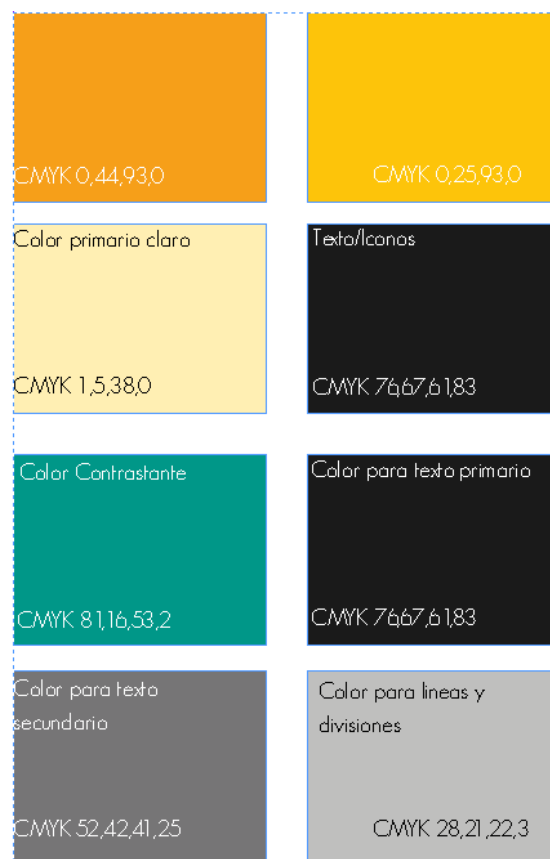 CMYK 0,44,93,0
CMYK 0,25,93,0
Color primario claro
CMYK 1,5,38,0
Texto/Iconos
CMYK 76,67,61,83
Color Contrastante
CMYK 81,16,53,2
Color para texto primario
CMYK 76,67,61,83
Color para texto
secundario
CMYK 52,42,41,25
Color para lineas y
divisiones
CMYK 28,21,22,3